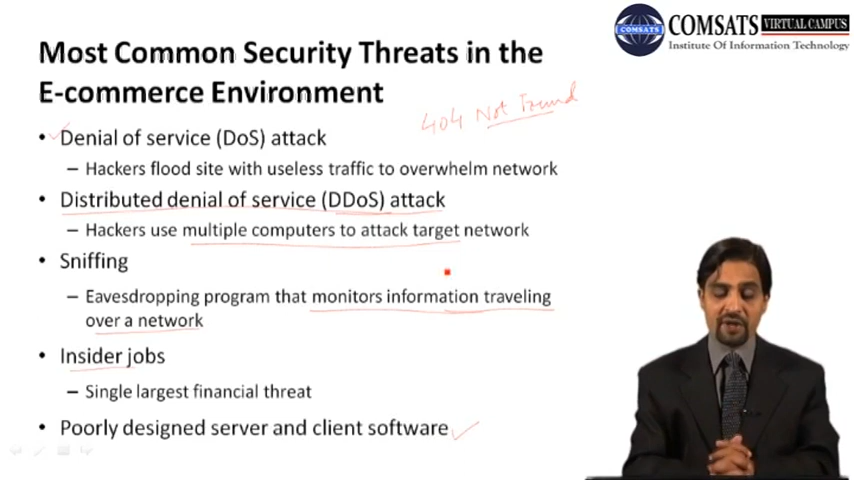 COMSATS VIRTUAL CAMPUS
COMSATS
Institute Of Information Technology
Most Common Security Threats in the
E-commerce Environment
404 Not Found
• Denial of service (DoS) attack
– Hackers flood site with useless traffic to overwhelm network
• Distributed denial of service (DDoS) attack
– Hackers use multiple computers to attack target network
• Sniffing
– Eavesdropping program that monitors information traveling
over a network
• Insider jobs
– Single largest financial threat
• Poorly designed server and client software